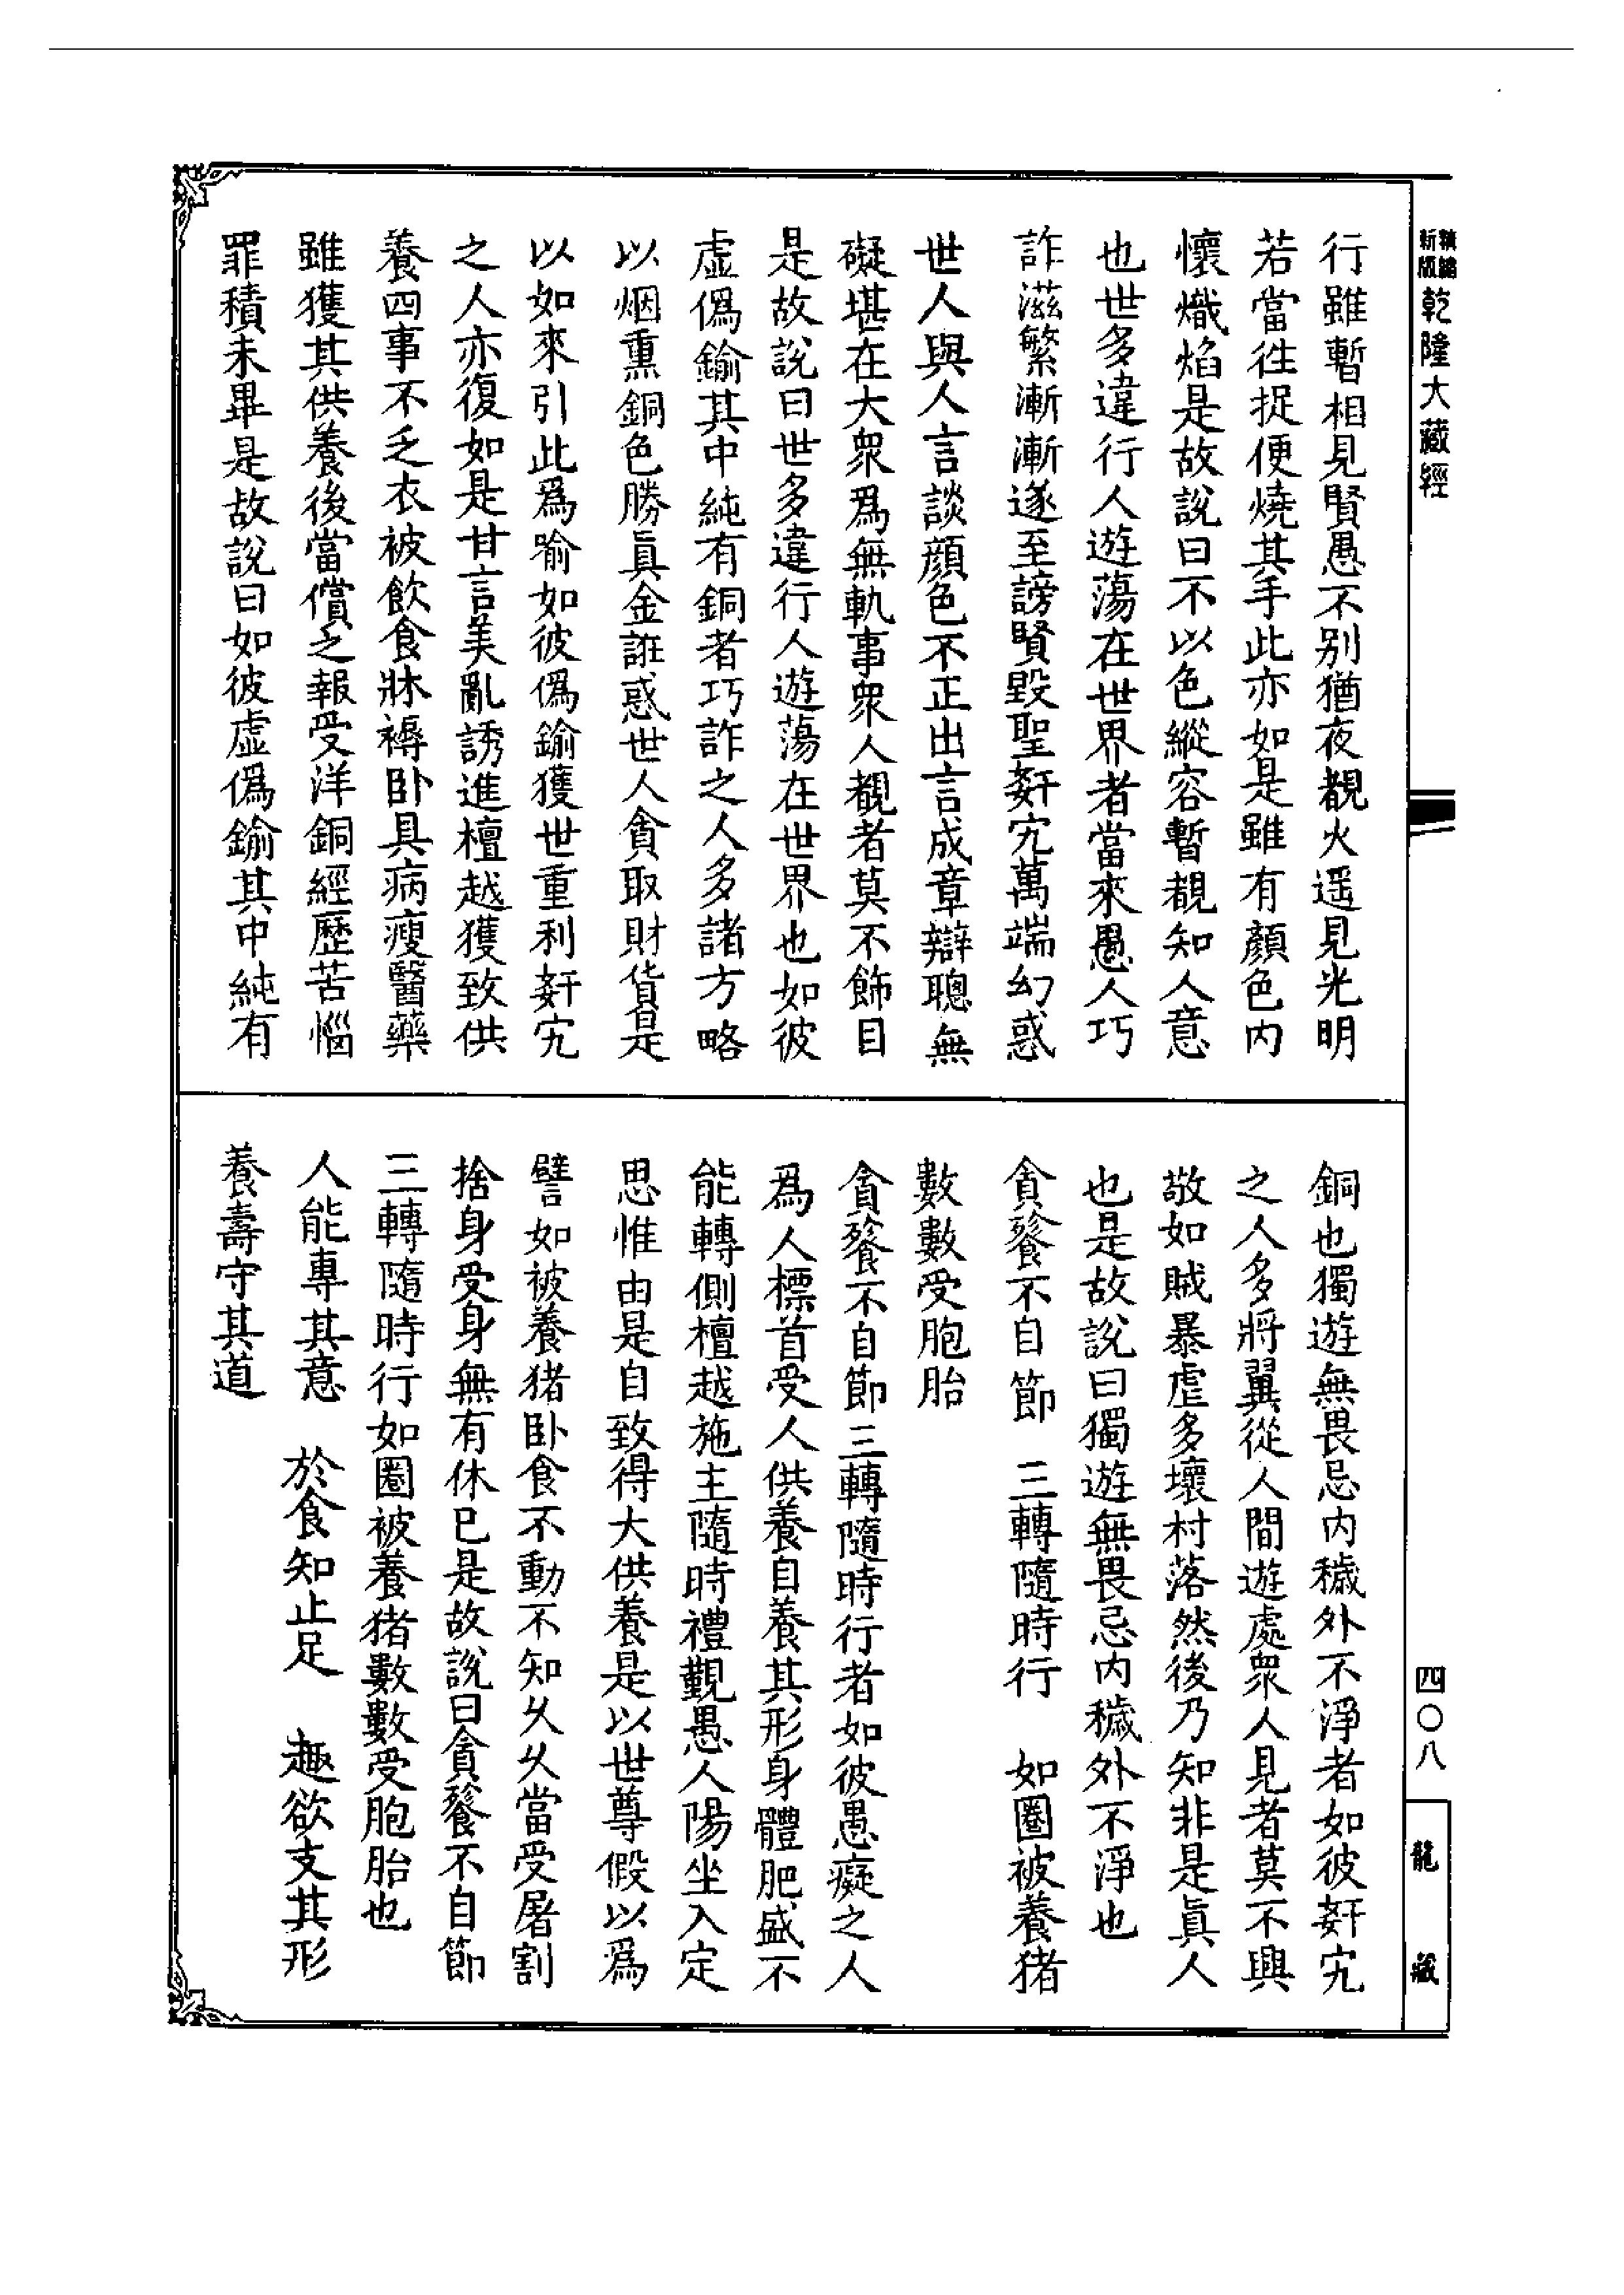 新版 精縮 乾隆大藏經
行雖暫相見賢愚不別猶夜覩火遥見光明
若當往捉便燒其手此亦如是雖有顏色内
懷熾焰是故說曰不以色縱容暫覩知人意
也世多違行人遊蕩在世界者當來愚人巧
詐滋繁漸漸遂至謗賢毀聖姧宄萬端幻惑
世人與人言談顏色不正出言成章辯聰無
礙堪在大衆爲無軌事衆人覩者莫不飾目
是故說曰世多違行人遊蕩在世界也如彼
虛僞鍮其中純有銅者巧詐之人多諸方略
以烟熏銅色勝眞金誑惑世人貪取財貨是
以如來引此爲喻如彼僞鍮獲世重利姧宄
之人亦復如是甘言美亂誘進檀越獲致供
養四事不乏衣被飲食牀褥卧具病瘦醫藥
雖獲其供養後當償之報受洋銅經歷苦惱
罪積未畢是故說曰如彼虛僞鍮其中純有
銅也獨遊無畏忌内穢外不淨者如彼姧宄
之人多將翼從人間遊處衆人見者莫不興
敬如賊暴虐多壞村落然後乃知非是眞人
也是故說曰獨遊無畏忌内穢外不淨也
貪餮不自節　三轉隨時行　如圈被養猪
數數受胞胎
貪餮不自節三轉隨時行者如彼愚癡之人
爲人標首受人供養自養其形身體肥盛不
能轉側檀越施主隨時禮覲愚人陽坐入定
思惟由是自致得大供養是以世尊假以爲
譬如被養猪卧食不動不知久久當受屠割
捨身受身無有休已是故說曰貪餮不自節
三轉隨時行如圈被養猪數數受胞胎也
人能專其意　於食知止足　趣欲支其形
養壽守其道
四〇八
龍藏